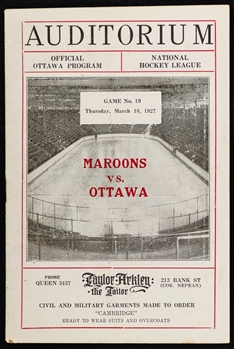 AUDITORIUM
OFFICIAL
OTTAWA PROGRAM
NATIONAL
HOCKEY LEAGUE
GAME No. 19
Thursday, March 10, 1927
MAROONS
VS.
OTTAWA
PHONE
QUEEN 3437
Taylor-Arkley:
the Tailor
213 BANK ST
(COR. NEPEAN)
CIVIL AND MILITARY GARMENTS MADE TO ORDER
"CAMBRIDGE"
READY TO WEAR SUITS AND OVERCOATS